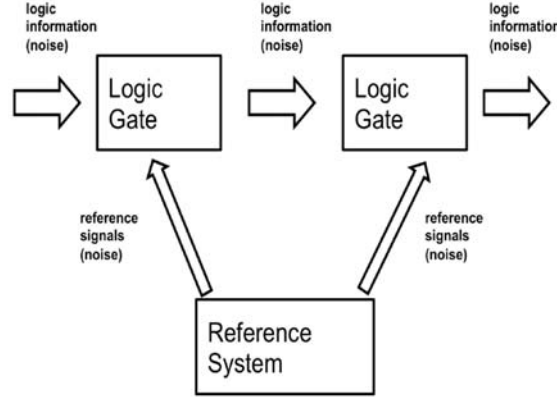 logic
information
(noise)
logic
information
(noise)
logic
information
(noise)
Logic
Gate
Logic
Gate
reference
signals
(noise)
reference
signals
(noise)
Reference
System